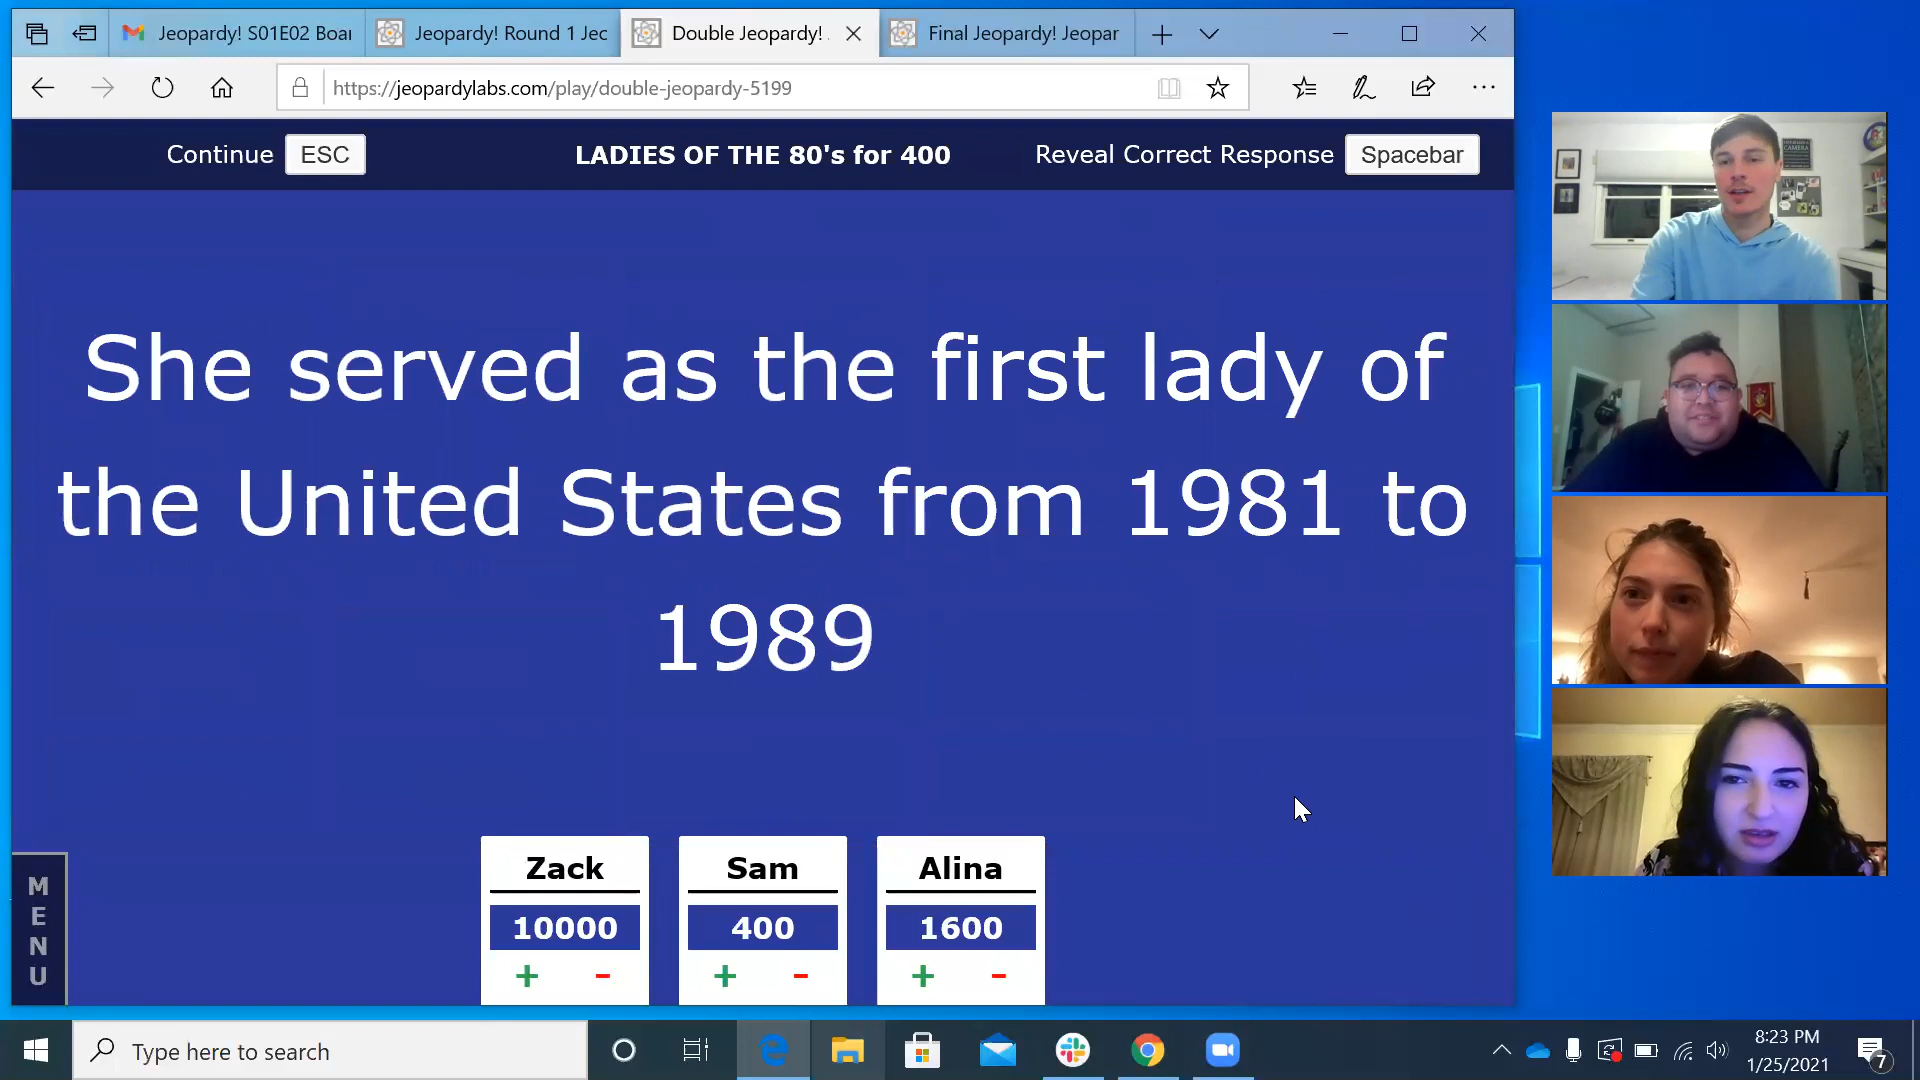 Jeopardy! S01E02 Boar
Jeopardy! Round 1 Jec
Double Jeopardy!
Final Jeopardy! Jeopar
https://jeopardylabs.com/play/double-jeopardy-5199
Continue ESC
LADIES OF THE 80's for 400
Reveal Correct Response Spacebar
She served as the first lady of
the United States from 1981 to
1989
MENU
Zack Sam Alina
10000 400 1600
+ - + - + -
Type here to search
8:23 PM
1/25/2021
7